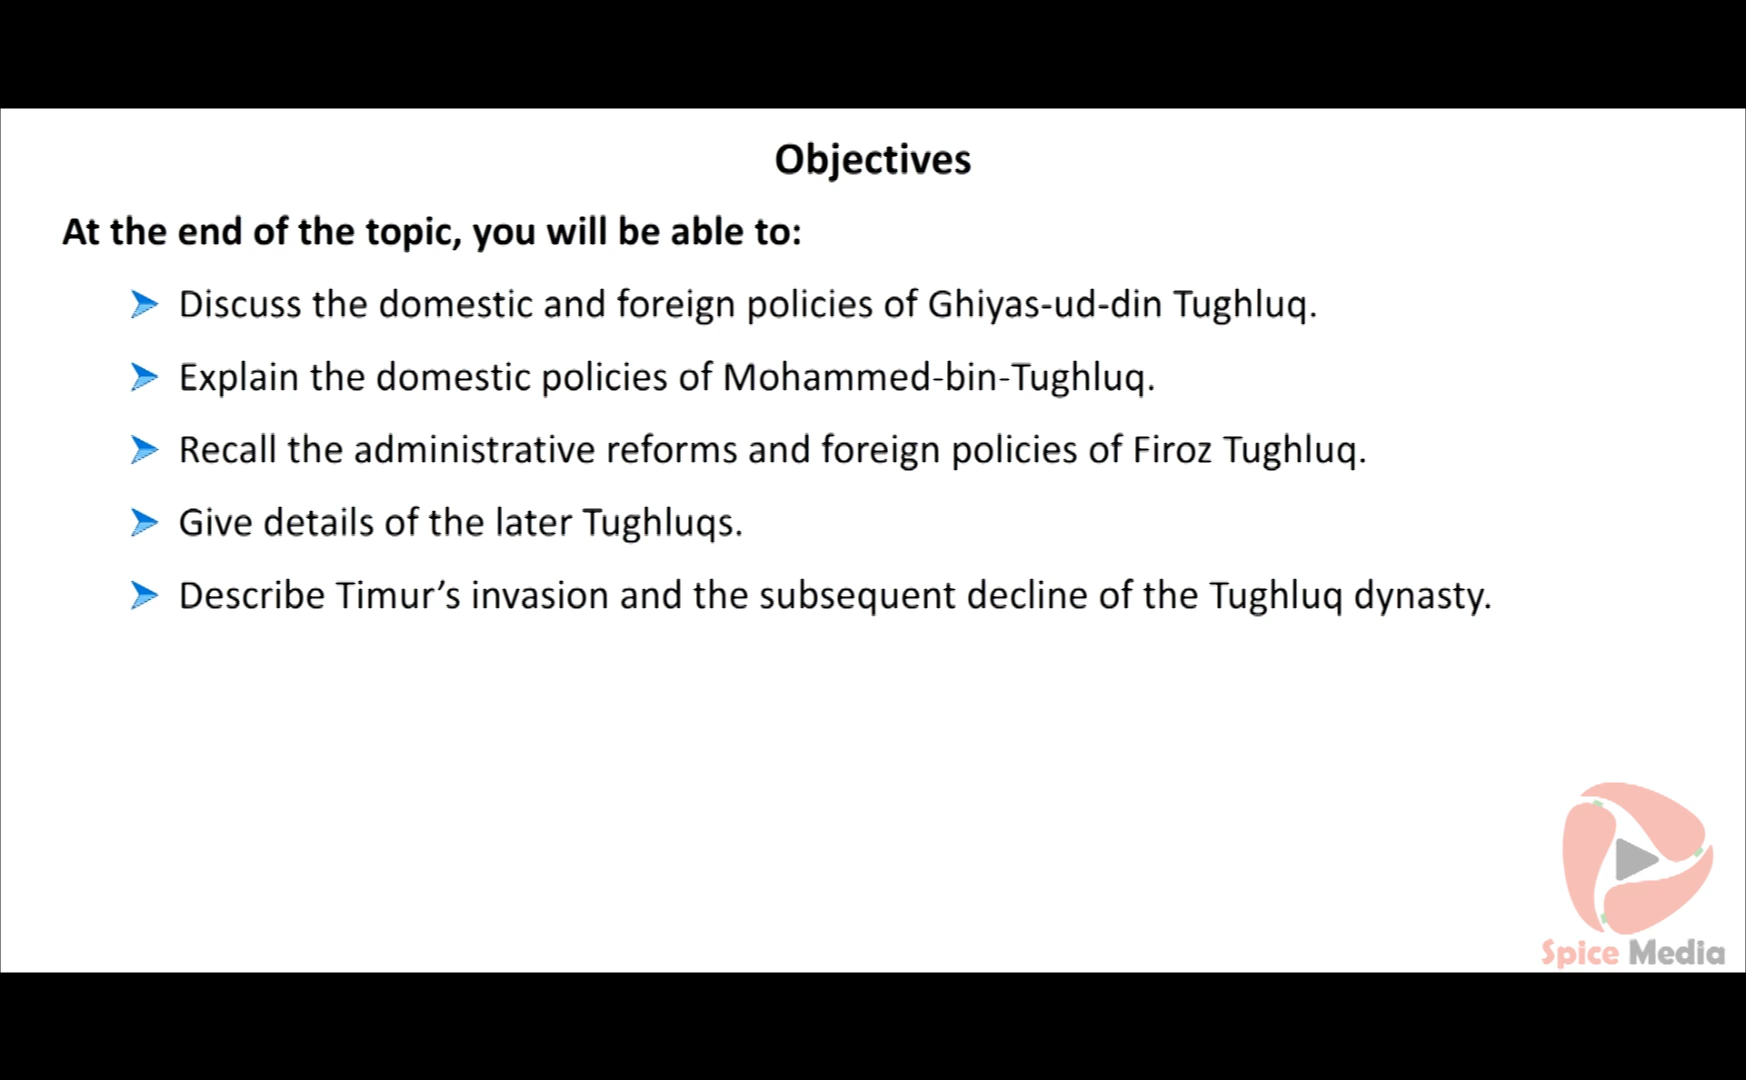 Objectives
At the end of the topic, you will be able to:
Discuss the domestic and foreign policies of Ghiyas-ud-din Tughluq.
Explain the domestic policies of Mohammed-bin-Tughluq.
Recall the administrative reforms and foreign policies of Firoz Tughluq.
Give details of the later Tughluqs.
Describe Timur’s invasion and the subsequent decline of the Tughluq dynasty.
Spice Media